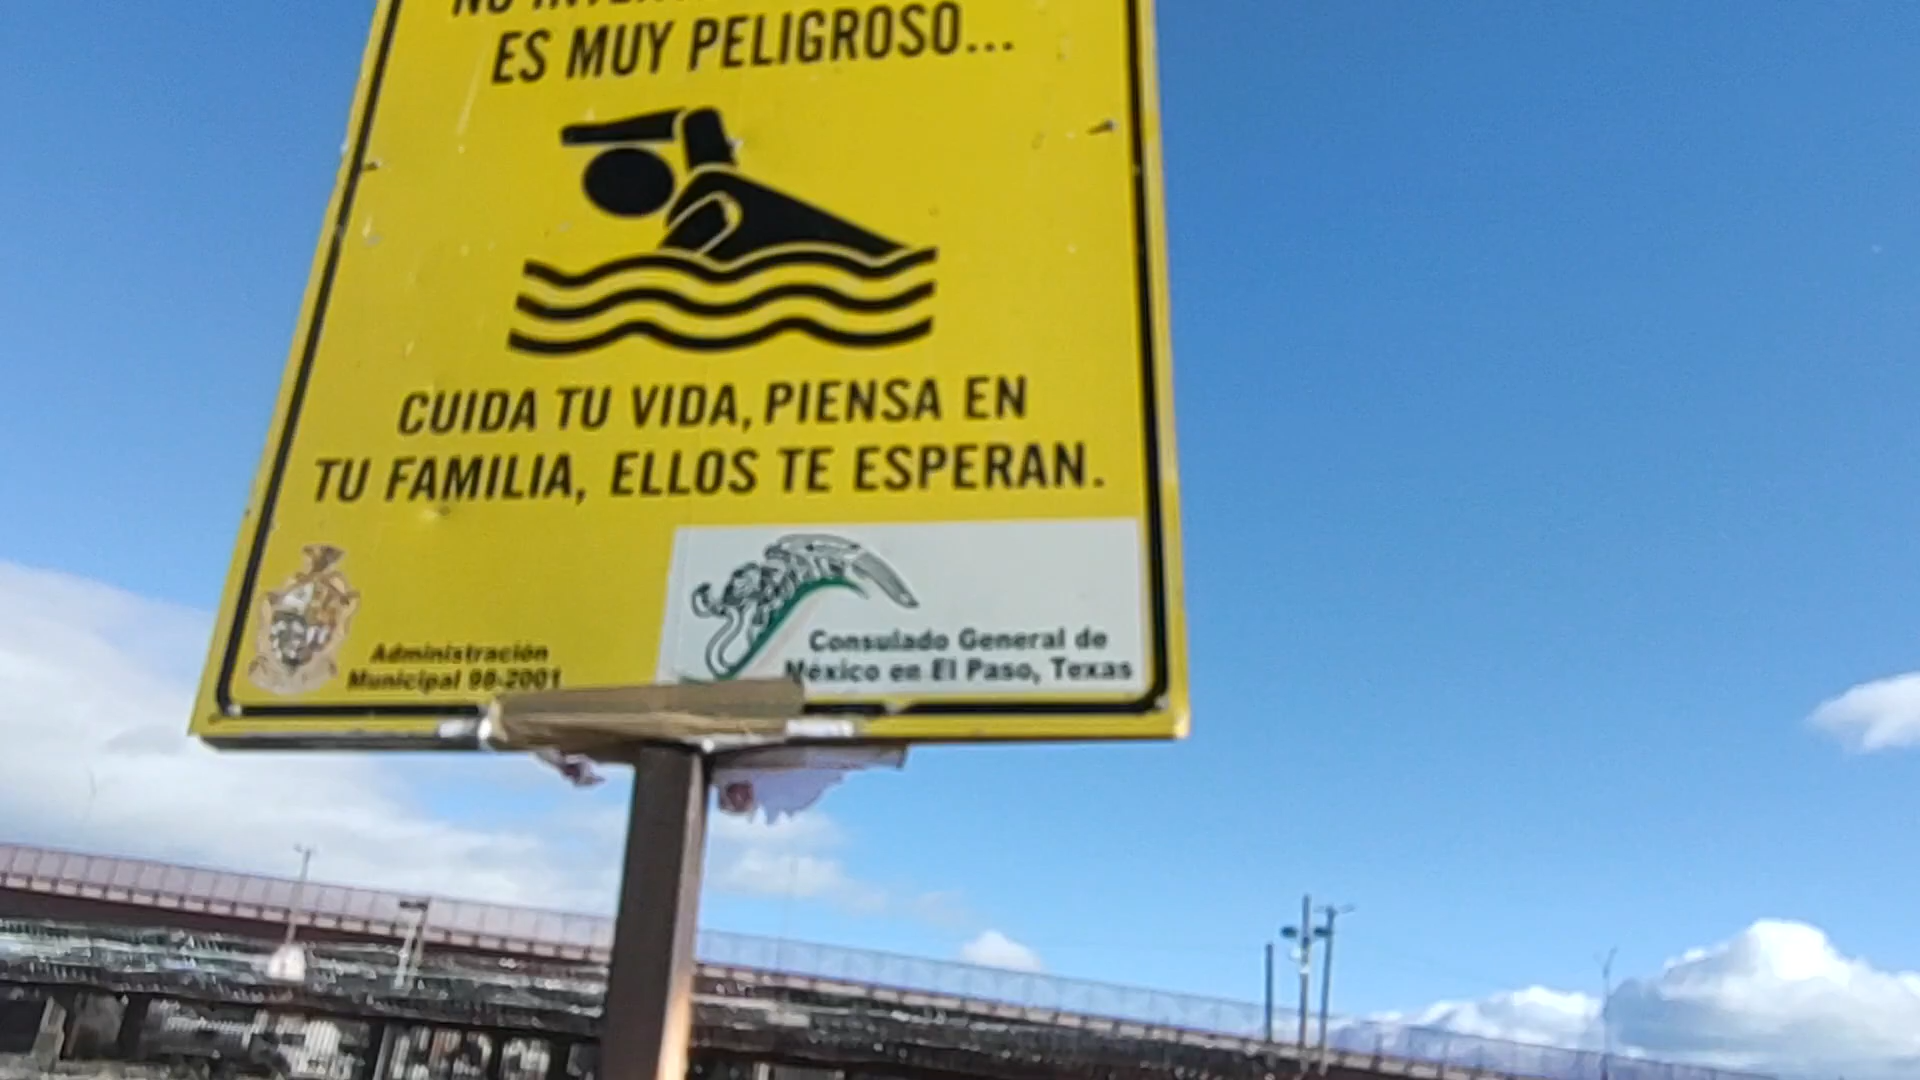 ES MUY PELIGROSO...
CUIDA TU VIDA, PIENSA EN
TU FAMILIA, ELLOS TE ESPERAN.
Administración
Municipal 98-2001
Consulado General de
México en El Paso, Texas